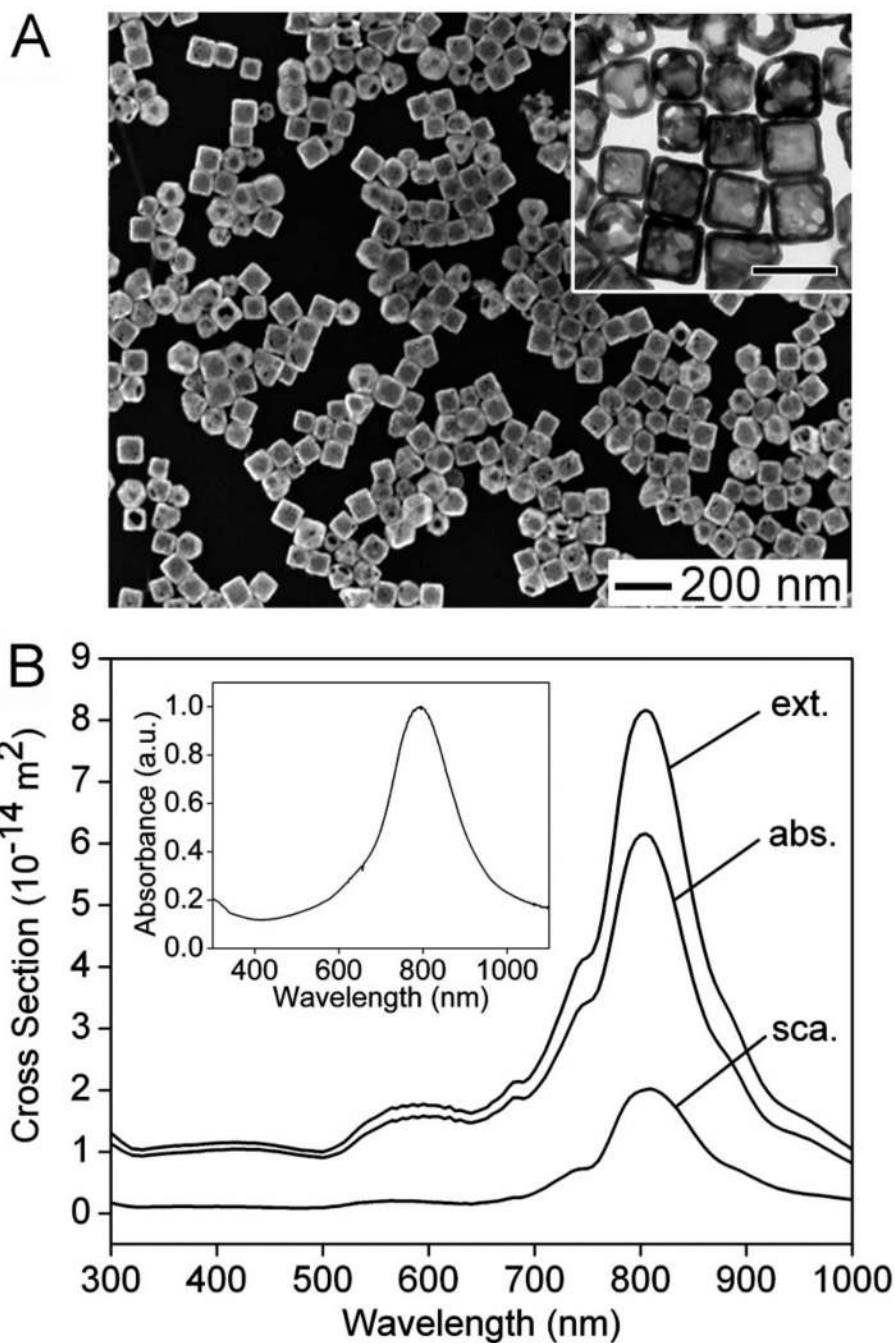 A
200 nm
B
9
8
7
6
5
4
3
2
1
0
Cross Section (10⁻¹⁴ m²)
300 400 500 600 700 800 900 1000
Wavelength (nm)
ext.
abs.
sca.
1.0
0.8
0.6
0.4
0.2
0.0
Absorbance (a.u.)
400 600 800 1000
Wavelength (nm)